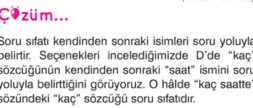 Çözüm...
Soru sıfatı kendinden sonraki isimleri soru yoluyla
belirtir. Seçenekleri incelediğimizde D'de “kaç”
sözcüğünün kendinden sonraki “saat” ismini soru
yoluyla belirttiğini görüyoruz. O hâlde “kaç saatte”
sözündeki “kaç” sözcüğü soru sıfatıdır.